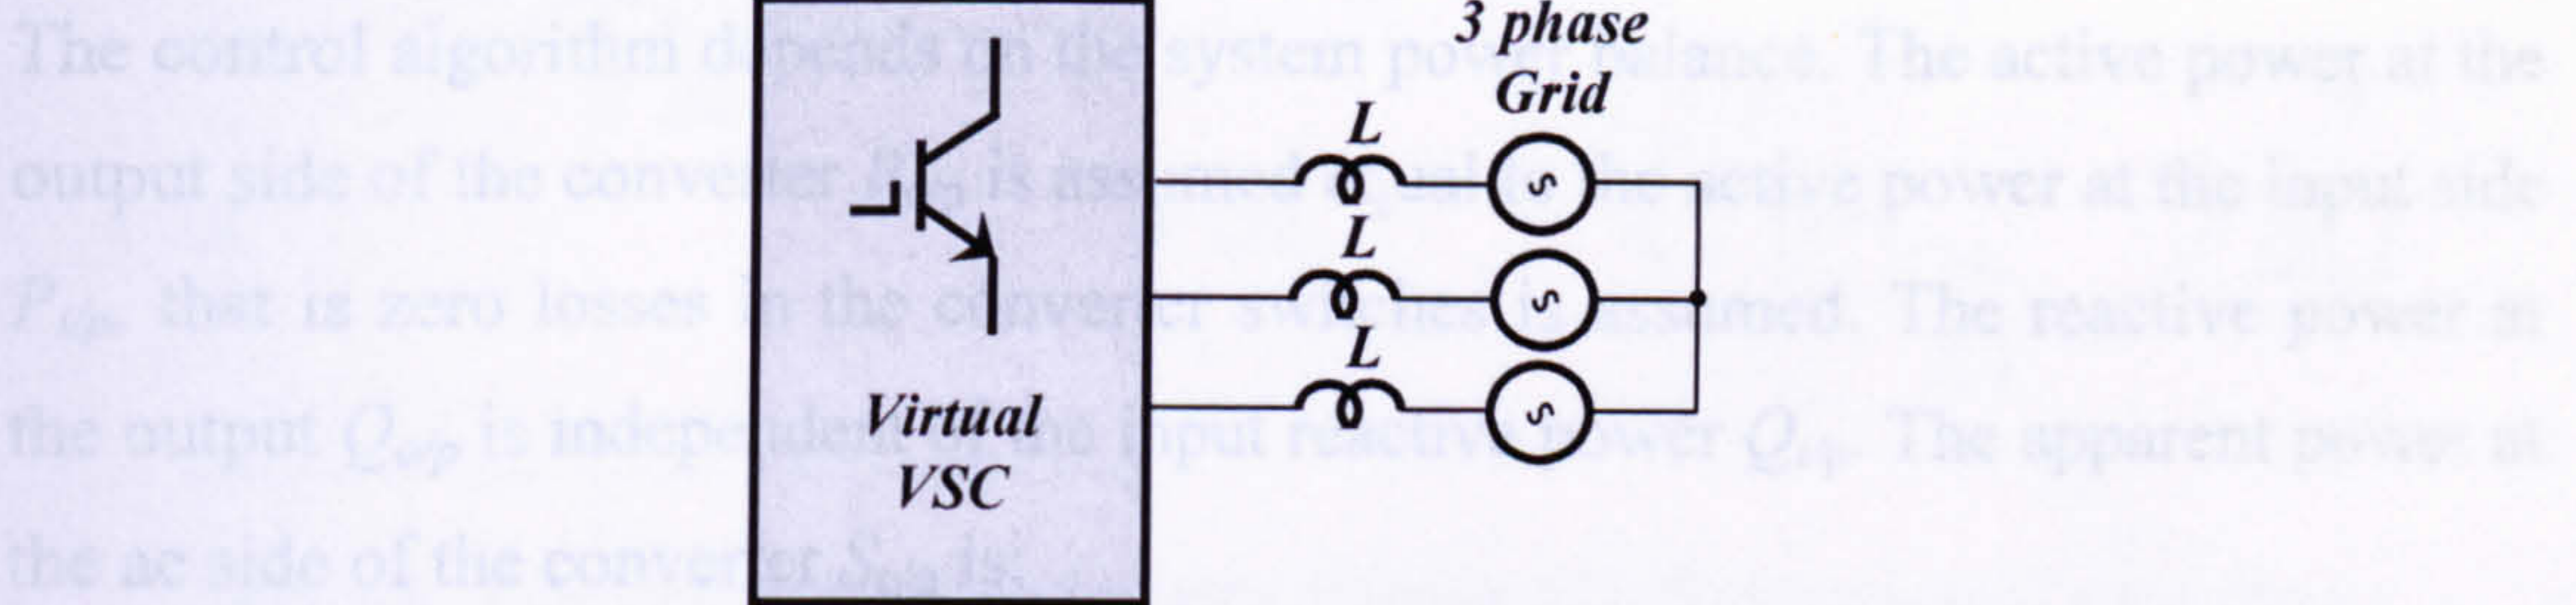 3 phase
Grid
L
L
L
Virtual
VSC
The control algorithm depends on the system power balance. The active power at the
output side of the converter is assumed equal to the active power at the input side
that is zero losses in the converter switches is assumed. The reactive power at
the output Qo/p is independent of the input reactive power Qi/p. The apparent power at
the ac side of the converter is: